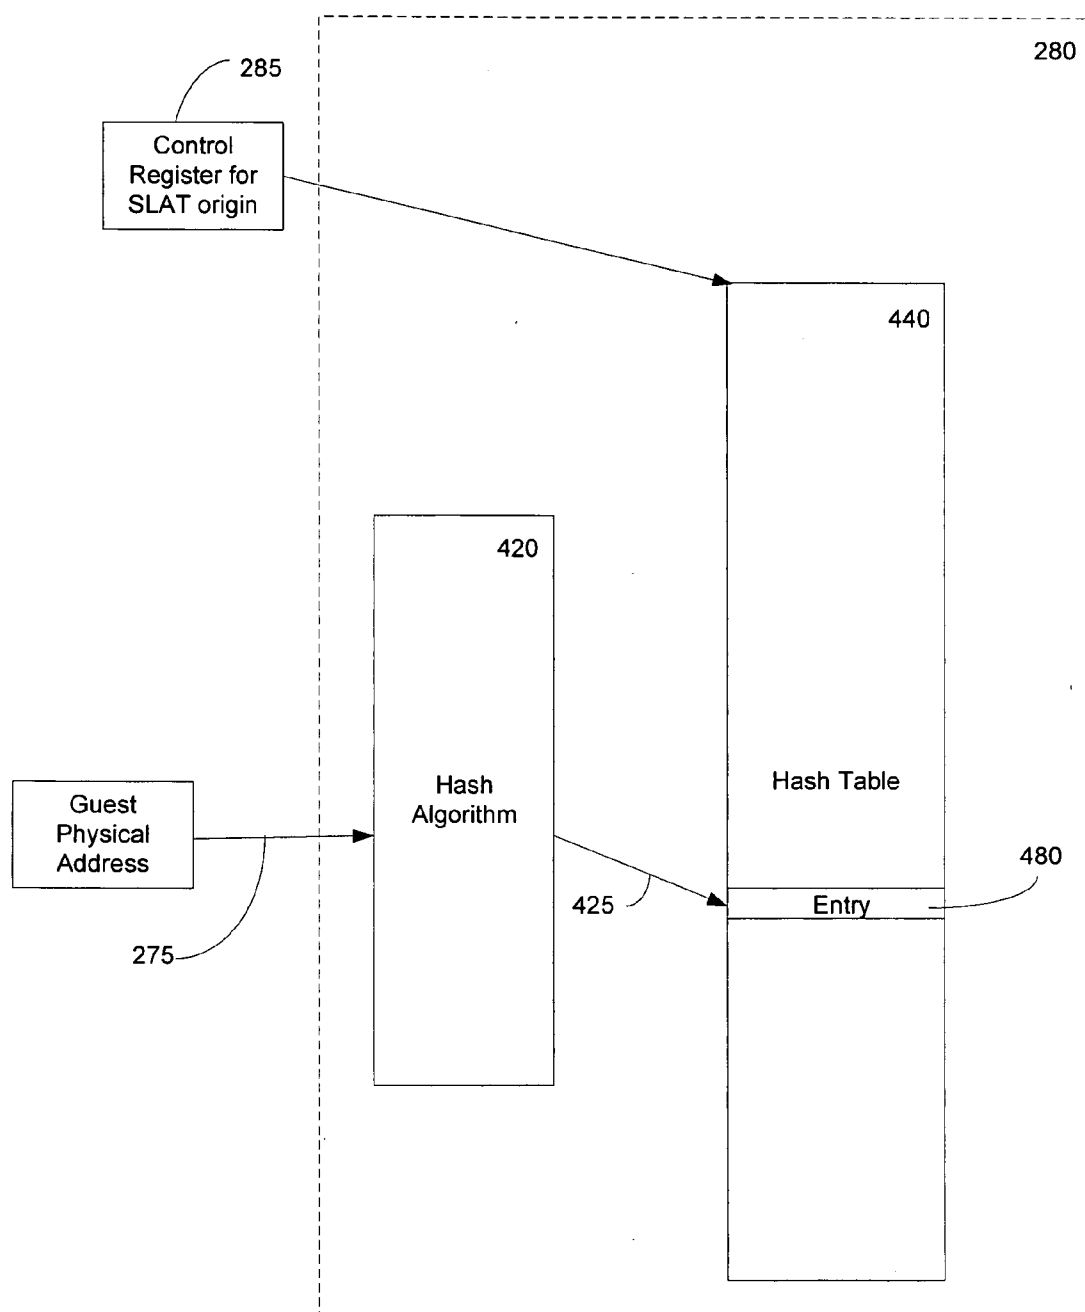 280
285
Control
Register for
SLAT origin
440
420
Hash
Algorithm
Hash Table
Guest
Physical
Address
480
Entry
425
275